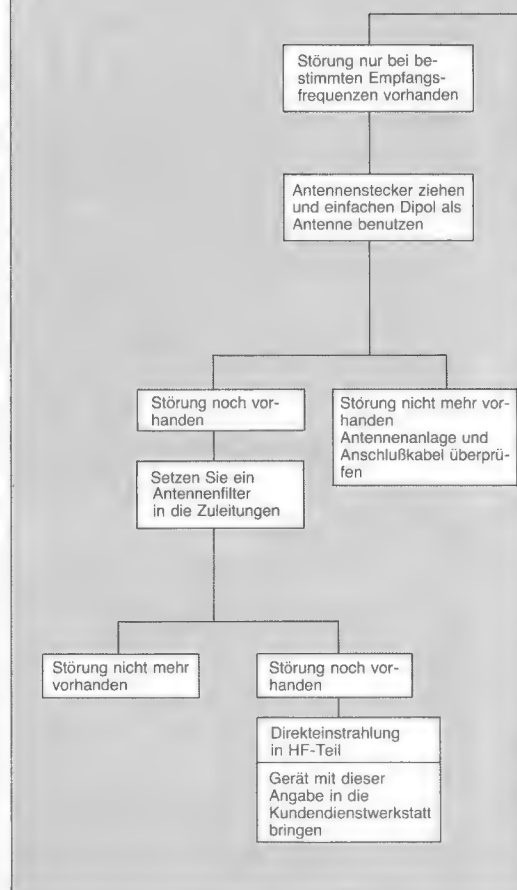 Störung nur bei be-
stimmten Empfangs-
frequenzen vorhanden
Antennenstecker ziehen
und einfachen Dipol als
Antenne benutzen
Störung noch vor-
handen
Störung nicht mehr vor-
handen
Antennenanlage und
Anschlußkabel überprü-
fen
Setzen Sie ein
Antennenfilter
in die Zuleitungen
Störung nicht mehr
vorhanden
Störung noch vor-
handen
Direkteinstrahlung
in HF-Teil
Gerät mit dieser
Angabe in die
Kundendienstwerkstatt
bringen